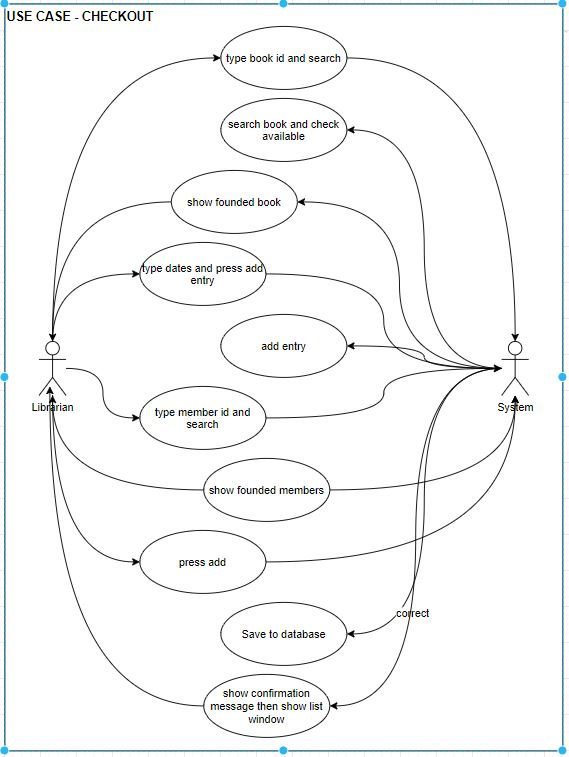 USE CASE - CHECKOUT
type book id and search
search book and check
available
show founded book
type dates and press add
entry
add entry
Librarian
System
type member id and
search
show founded members
press add
correct
Save to database
show confirmation
message then show list
window